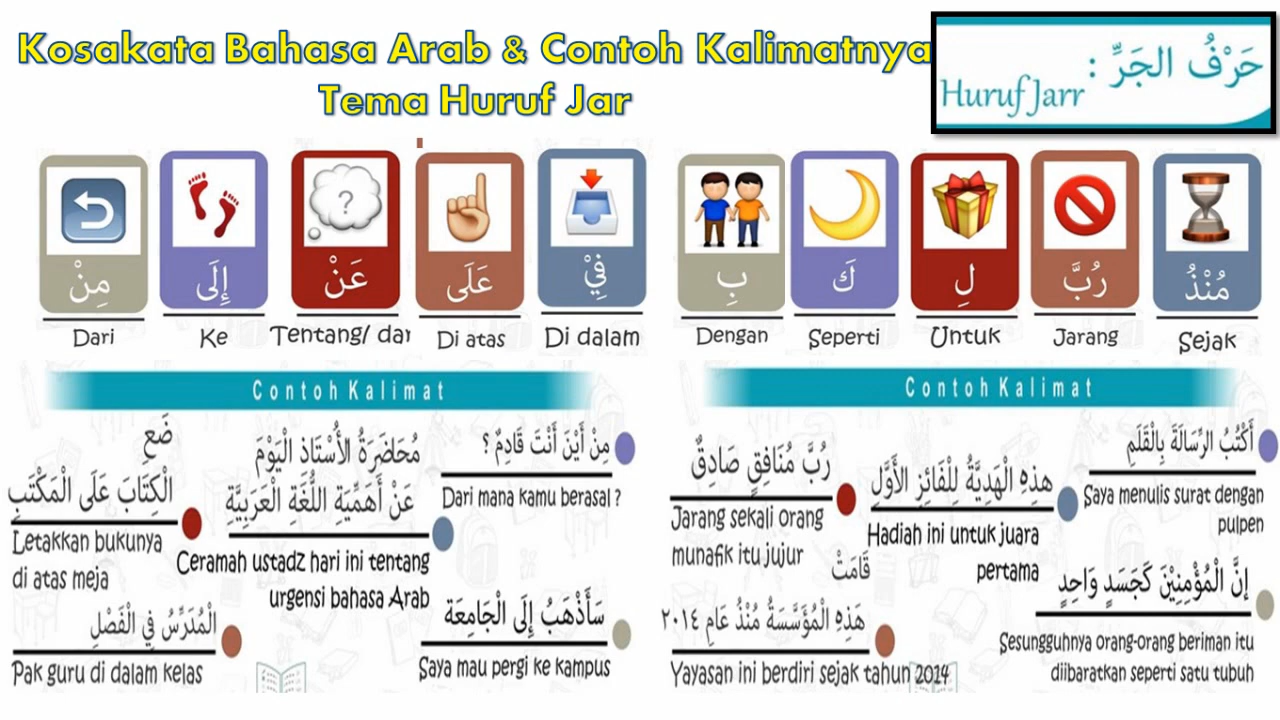 Kosakata Bahasa Arab & Contoh Kalimatnya
Tema Huruf Jar
حَرْفُ الجَرِّ :
Huruf Jarr
مِنْ
Dari
إِلَى
Ke
عَنْ
Tentang/ dar
عَلَى
Di atas
فِيْ
Di dalam
بِ
Dengan
كَ
Seperti
لِ
Untuk
رُبَّ
Jarang
مُنْذُ
Sejak
Contoh Kalimat
مِنْ أَيْنَ أَنْتَ قَادِمٌ ؟
Dari mana kamu berasal ?
سَأَذْهَبُ إِلَى الْجَامِعَة
Saya mau pergi ke kampus
مُحَاضَرَةُ الأُسْتَاذِ الْيَوْمَ
عَنْ أَهَمِّيَةِ اللُّغَةِ الْعَرَبِيَّةِ
Ceramah ustadz hari ini tentang
urgensi bahasa Arab
ضَعِ
الْكِتَابَ عَلَى الْمَكْتَبِ
Letakkan bukunya
di atas meja
الْمُدَرِّسُ فِي الْفَصْلِ
Pak guru di dalam kelas
Contoh Kalimat
أَكْتُبُ الرِّسَالَةَ بِالْقَلَمِ
Saya menulis surat dengan
pulpen
إِنَّ الْمُؤْمِنِيْنَ كَجَسَدٍ وَاحِدٍ
Sesungguhnya orang-orang beriman itu
diibaratkan seperti satu tubuh
هَذِهِ الْهَدِيَّةُ لِلْفَائِزِ الأَوَّلِ
Hadiah ini untuk juara
pertama
رُبَّ مُنَافِقٍ صَادِقٌ
Jarang sekali orang
munafik itu jujur
قَامَتْ
هَذِهِ الْمُؤَسَّسَةُ مُنْذُ عَامِ ٢٠١٤
Yayasan ini berdiri sejak tahun 2014